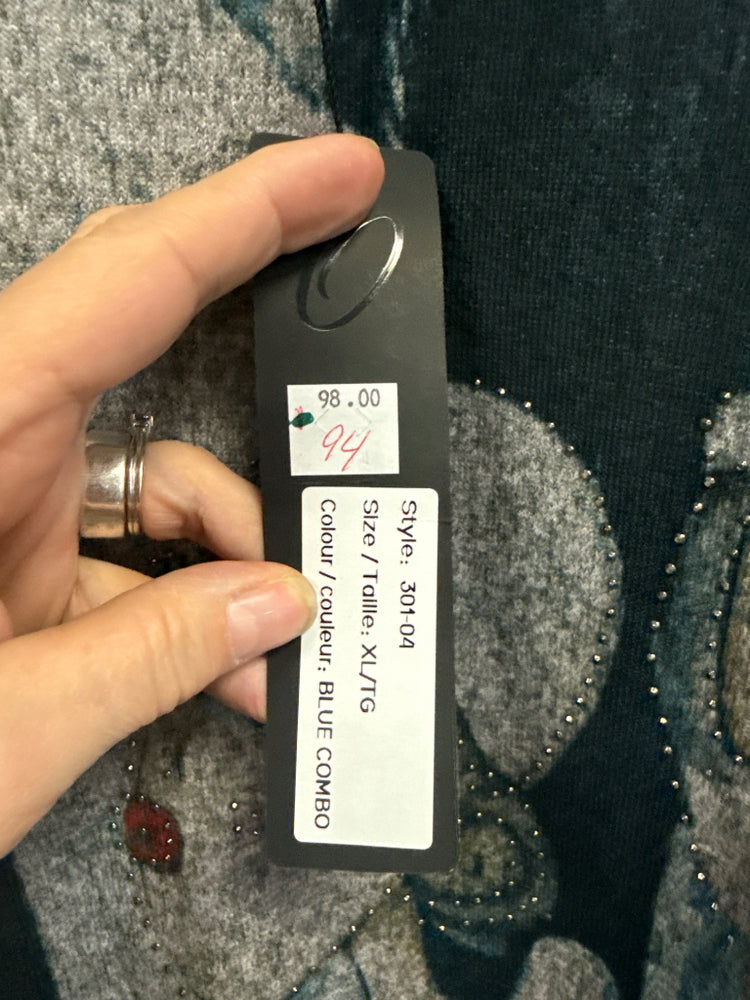 98.00
94
Style: 301-04
Size / Taille: XL/TG
Colour / couleur: BLUE COMBO